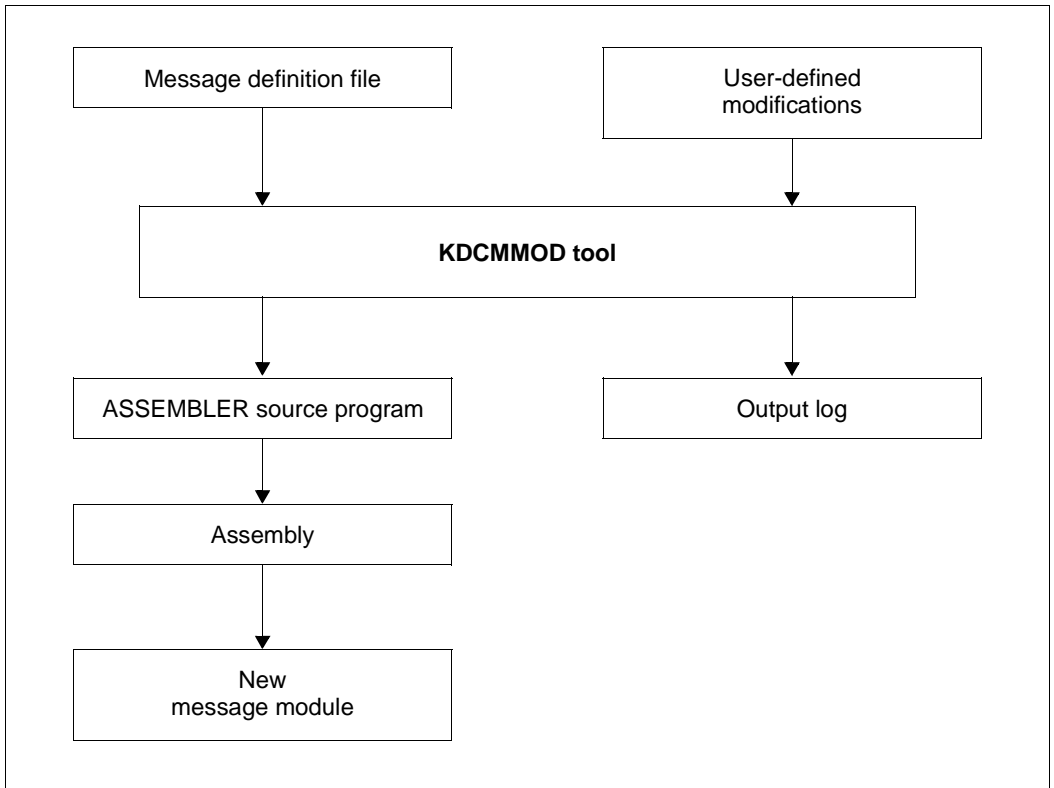 Message definition file
User-defined
modifications
KDCMMOD tool
ASSEMBLER source program
Output log
Assembly
New
message module